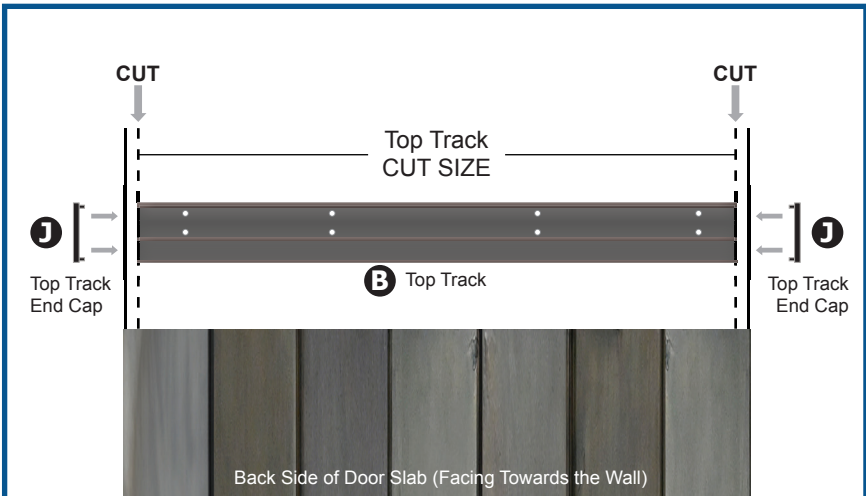 CUT
CUT
Top Track
CUT SIZE
J
J
Top Track
End Cap
B Top Track
Top Track
End Cap
Back Side of Door Slab (Facing Towards the Wall)